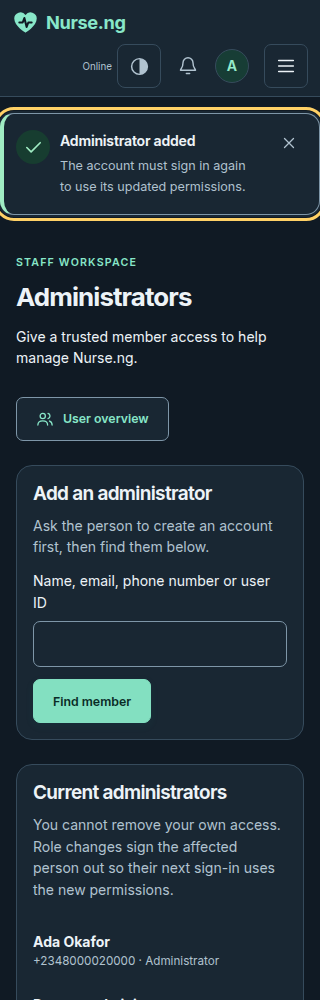 Nurse.ng
Online
A
Administrator added
The account must sign in again
to use its updated permissions.
STAFF WORKSPACE
Administrators
Give a trusted member access to help
manage Nurse.ng.
User overview
Add an administrator
Ask the person to create an account
first, then find them below.
Name, email, phone number or user
ID
Find member
Current administrators
You cannot remove your own access.
Role changes sign the affected
person out so their next sign-in uses
the new permissions.
Ada Okafor
+2348000020000 · Administrator